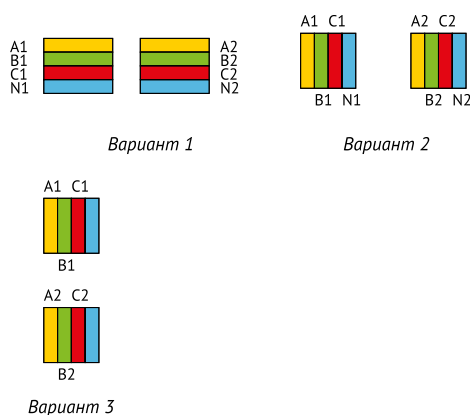 A1
B1
C1
N1
A2
B2
C2
N2
Вариант 1
A1 C1
B1 N1
A2 C2
B2 N2
Вариант 2
A1 C1
B1
A2 C2
B2
Вариант 3